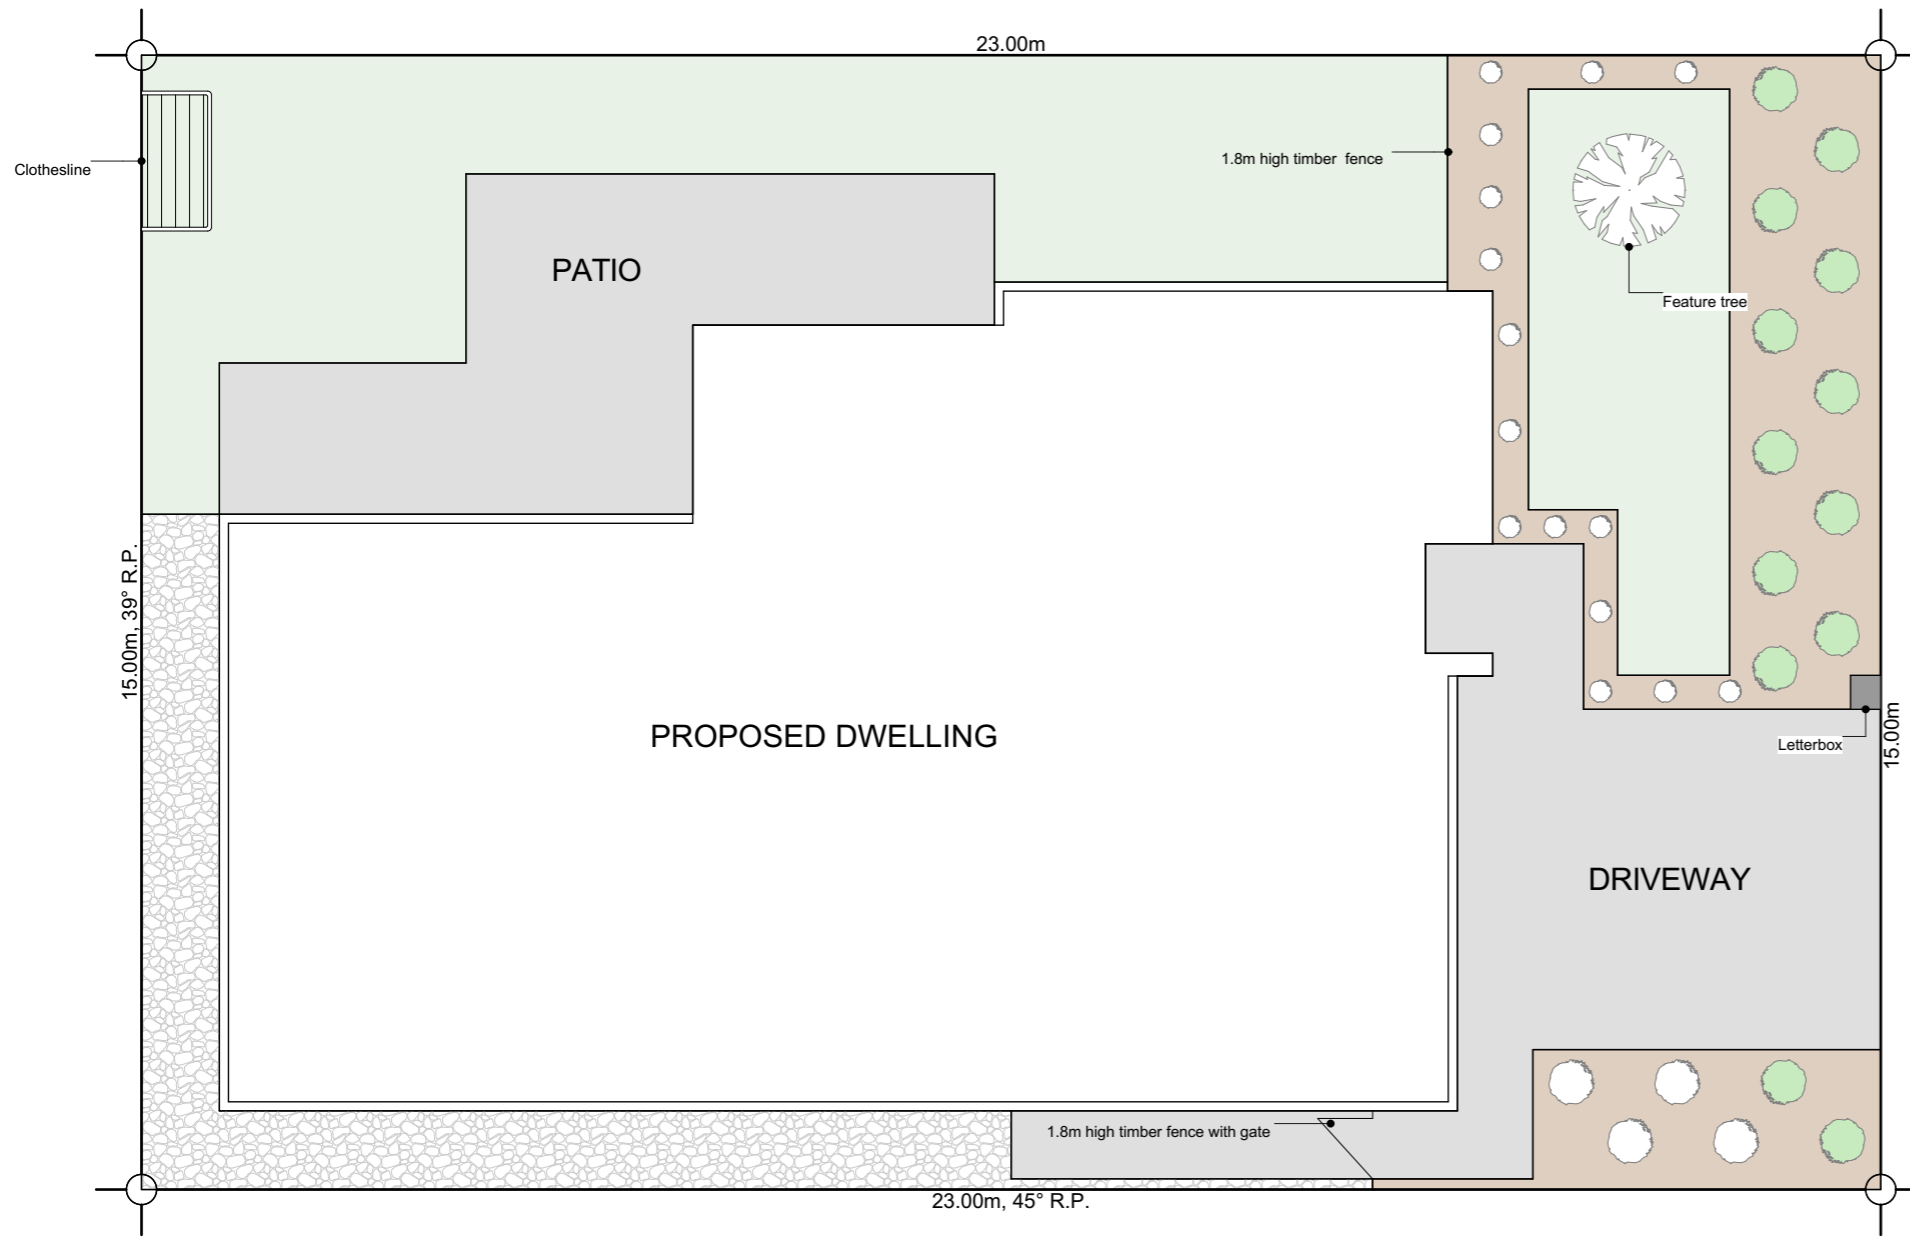 23.00m
Clothesline
1.8m high timber  fence
PATIO
Feature tree
15.00m, 39° R.P.
PROPOSED DWELLING
Letterbox
15.00m
DRIVEWAY
1.8m high timber fence with gate
23.00m, 45° R.P.